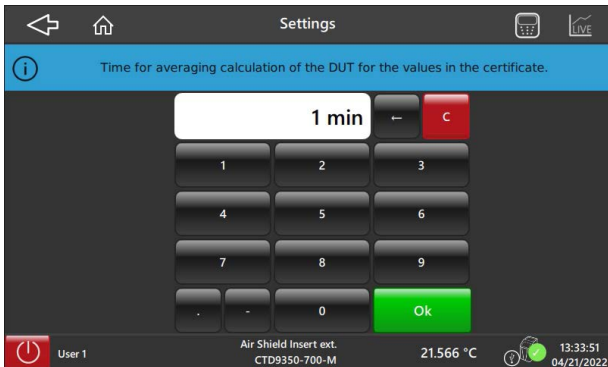 Settings
LIVE
Time for averaging calculation of the DUT for the values in the certificate.
1 min
← C
1 2 3
4 5 6
7 8 9
. - 0 Ok
User 1
Air Shield Insert ext.
CTD9350-700-M
21.566 °C
13:33:51
04/21/2022